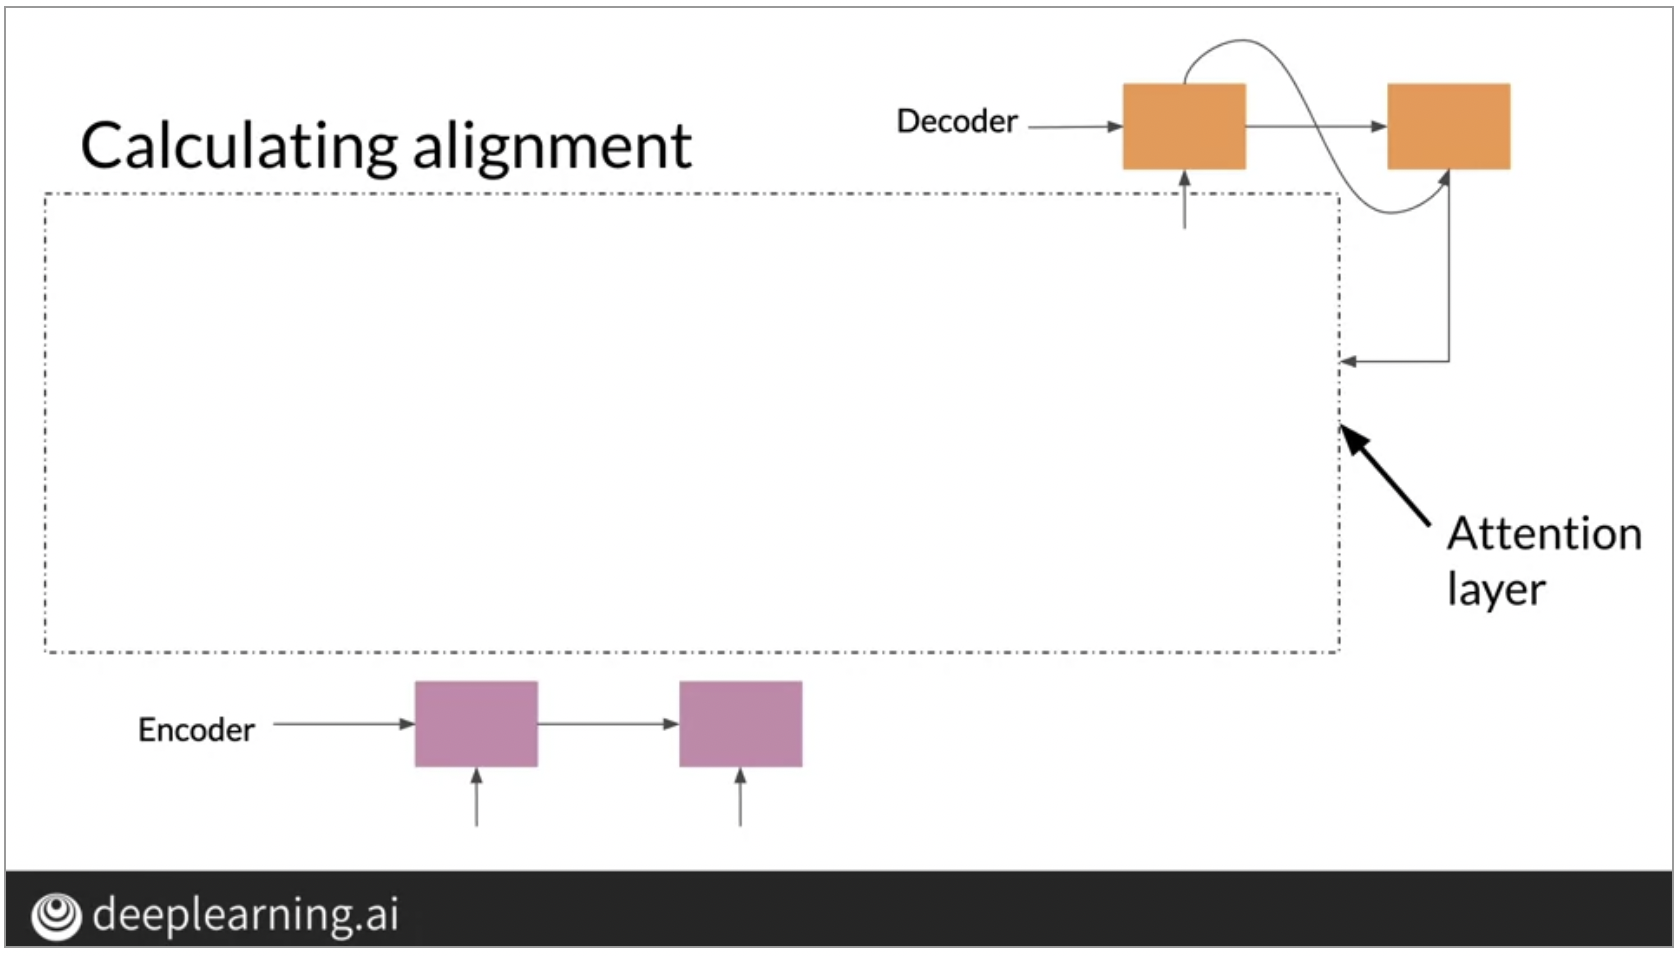 Calculating alignment
Decoder
Attention
layer
Encoder
deeplearning.ai